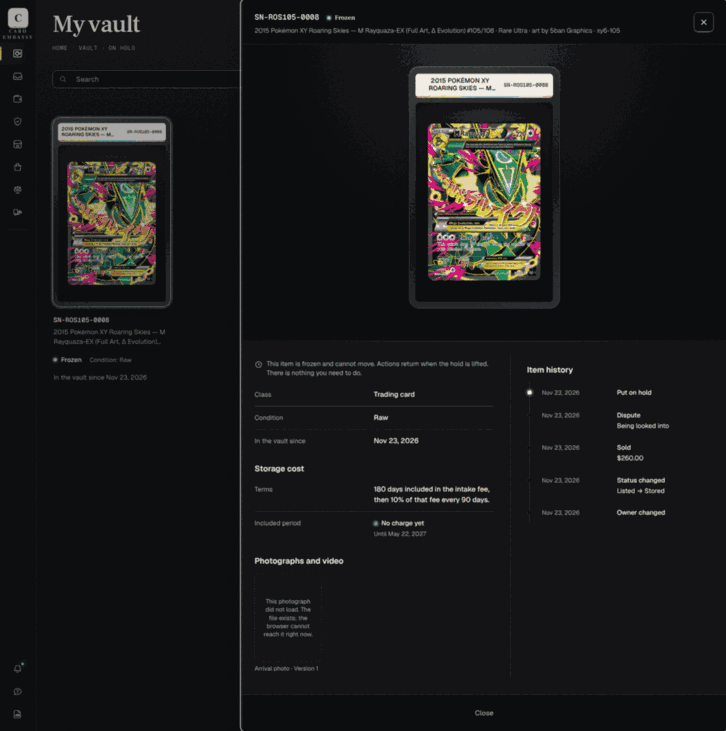 C
CARD
EMBASSY
My vault
HOME · VAULT · ON HOLD
Search
2015 POKÉMON XY
ROARING SKIES — M...
SN-ROS105-0008
SN-ROS105-0008
2015 Pokémon XY Roaring Skies — M
Rayquaza-EX (Full Art, Δ Evolution)...
Frozen
Condition: Raw
In the vault since Nov 23, 2026
SN-ROS105-0008
Frozen
2015 Pokémon XY Roaring Skies — M Rayquaza-EX (Full Art, Δ Evolution) #105/108 · Rare Ultra · art by 5ban Graphics · xy6-105
2015 POKÉMON XY
ROARING SKIES — M...
SN-ROS105-0008
This item is frozen and cannot move. Actions return when the hold is lifted.
There is nothing you need to do.
Class
Trading card
Condition
Raw
In the vault since
Nov 23, 2026
Storage cost
Terms
180 days included in the intake fee,
then 10% of that fee every 90 days.
Included period
No charge yet
Until May 22, 2027
Photographs and video
This photograph
did not load. The
file exists; the
browser cannot
reach it right now.
Arrival photo · Version 1
Item history
Nov 23, 2026
Put on hold
Nov 23, 2026
Dispute
Being looked into
Nov 23, 2026
Sold
$260.00
Nov 23, 2026
Status changed
Listed → Stored
Nov 23, 2026
Owner changed
Close